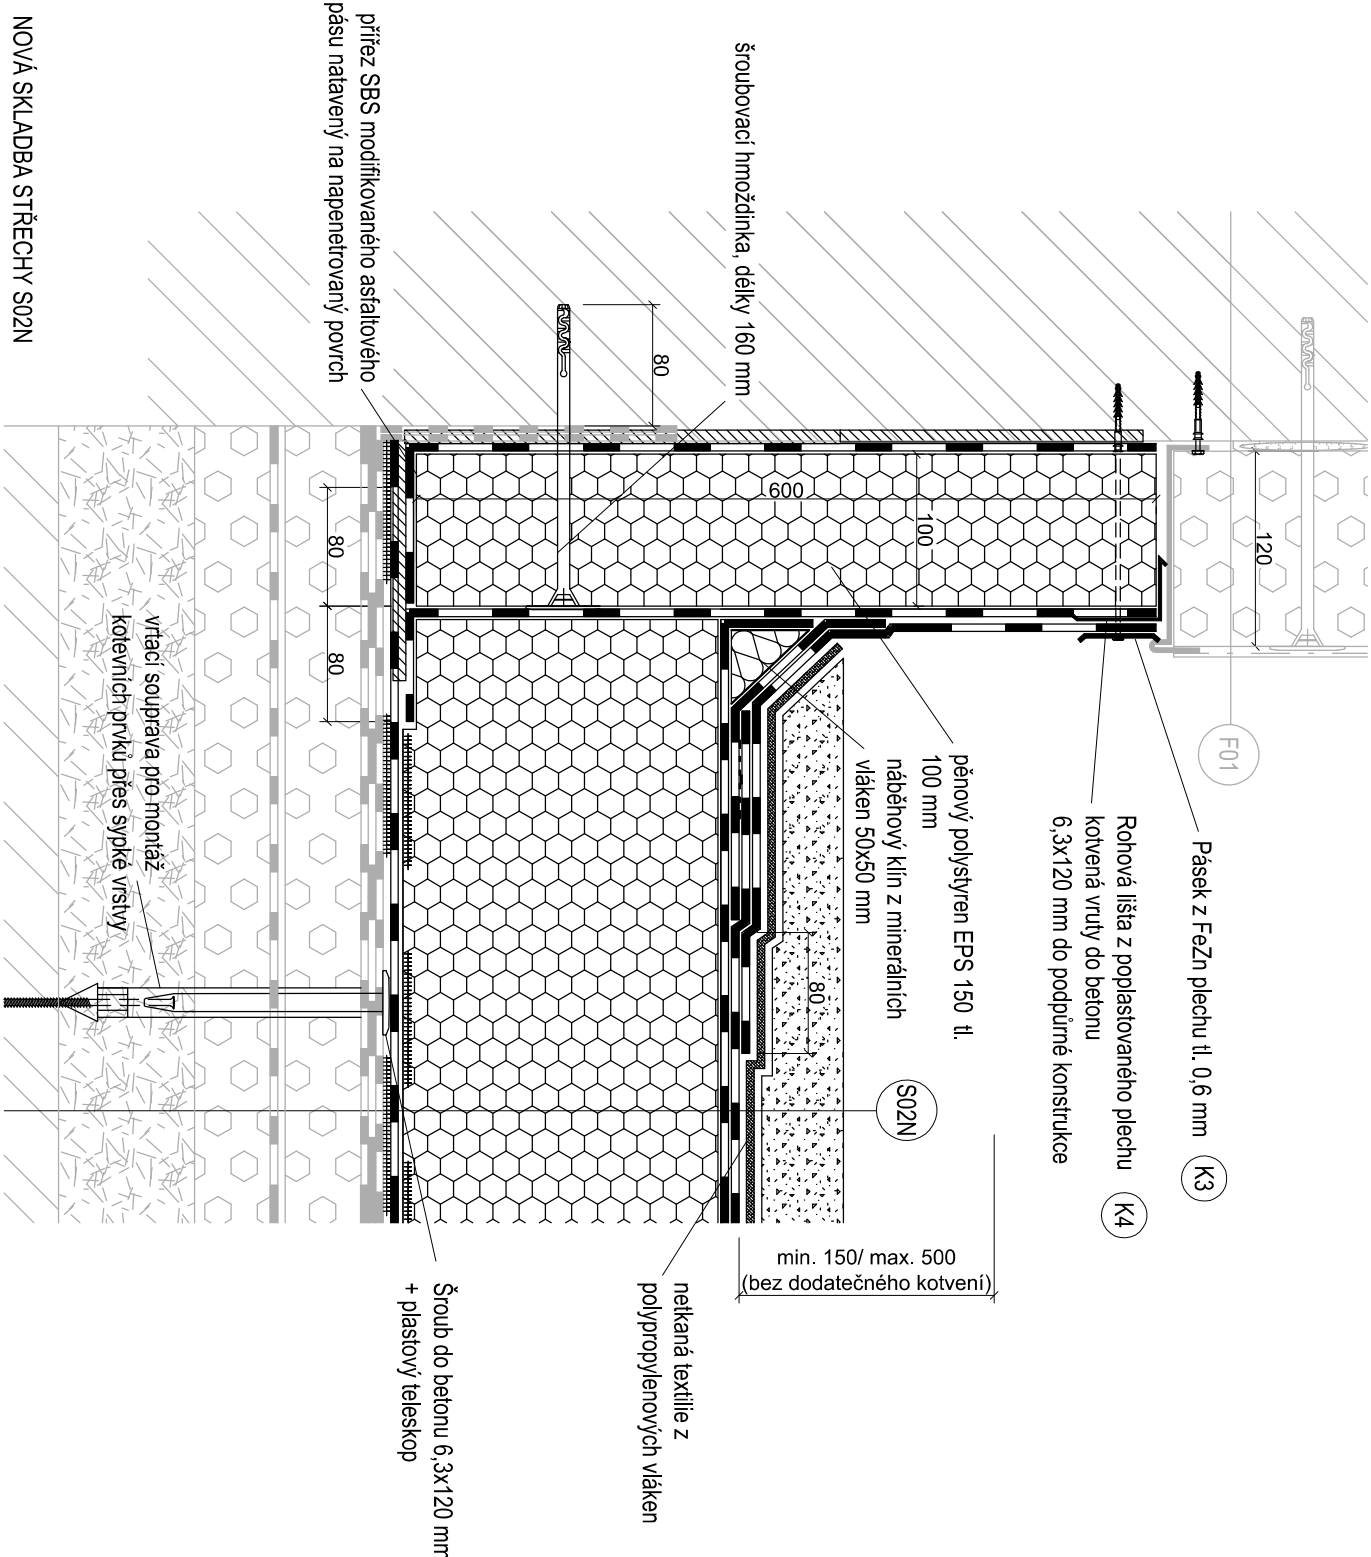 NOVÁ SKLADBA STŘECHY S02N
přířez SBS modifikovaného asfaltového
pásu natavený na napenetrovaný povrch
šroubovací hmoždinka, délky 160 mm
80
600
100
120
80
80
80
F01
Pásek z FeZn plechu tl. 0,6 mm
K3
Rohová lišta z poplastovaného plechu
kotvená vruty do betonu
6,3x120 mm do podpůrné konstrukce
K4
pěnový polystyren EPS 150 tl.
100 mm
náběhový klín z minerálních
vláken 50x50 mm
S02N
min. 150/ max. 500
(bez dodatečného kotvení)
vrtací souprava pro montáž
kotevních prvků přes sypké vrstvy
netkaná textilie z
polypropylenových vláken
Šroub do betonu 6,3x120 mm
+ plastový teleskop